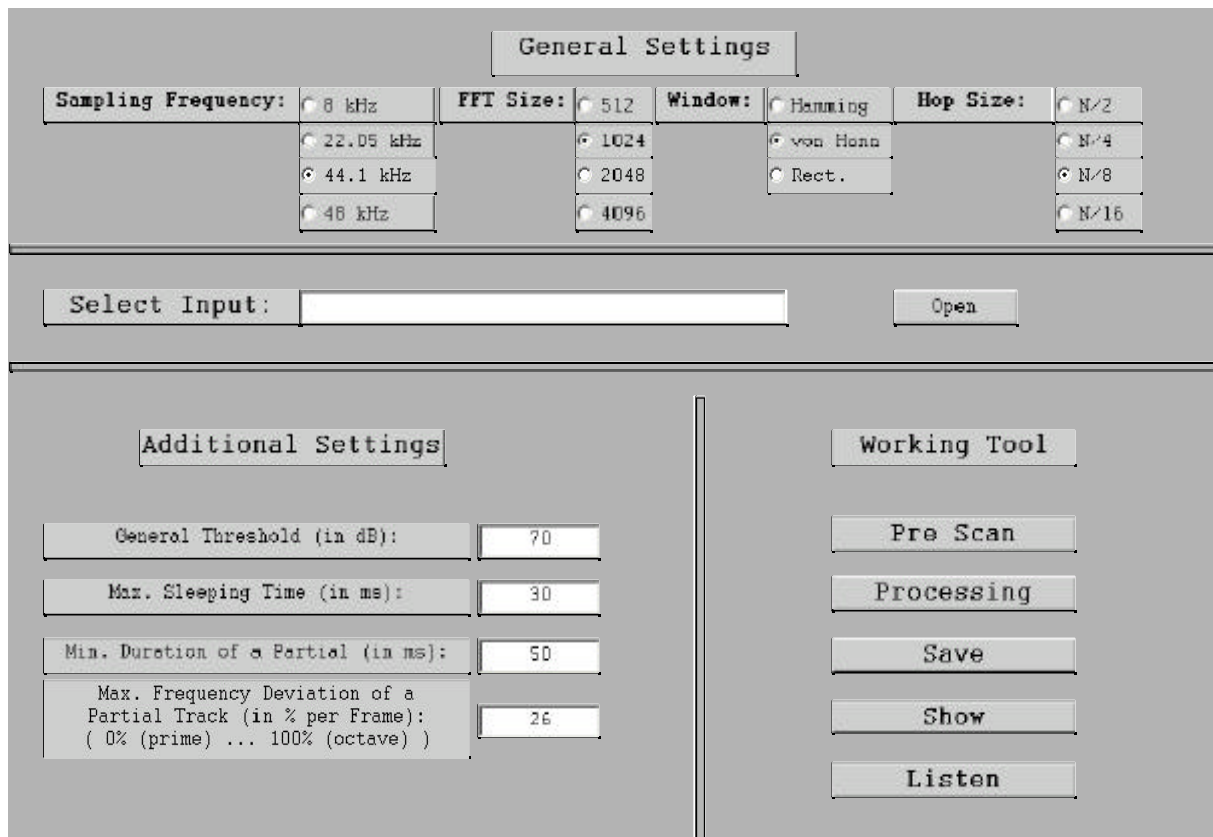 General Settings
Sampling Frequency: 8 kHz FFT Size: 512 Window: Hamming Hop Size: N/2
22.05 kHz 1024 von Hann N/4
44.1 kHz 2048 Rect. N/8
48 kHz 4096 N/16
Select Input: Open
Additional Settings
General Threshold (in dB): 70
Max. Sleeping Time (in ms): 30
Min. Duration of a Partial (in ms): 50
Max. Frequency Deviation of a
Partial Track (in % per Frame): 26
( 0% (prime) ... 100% (octave) )
Working Tool
Pre Scan
Processing
Save
Show
Listen